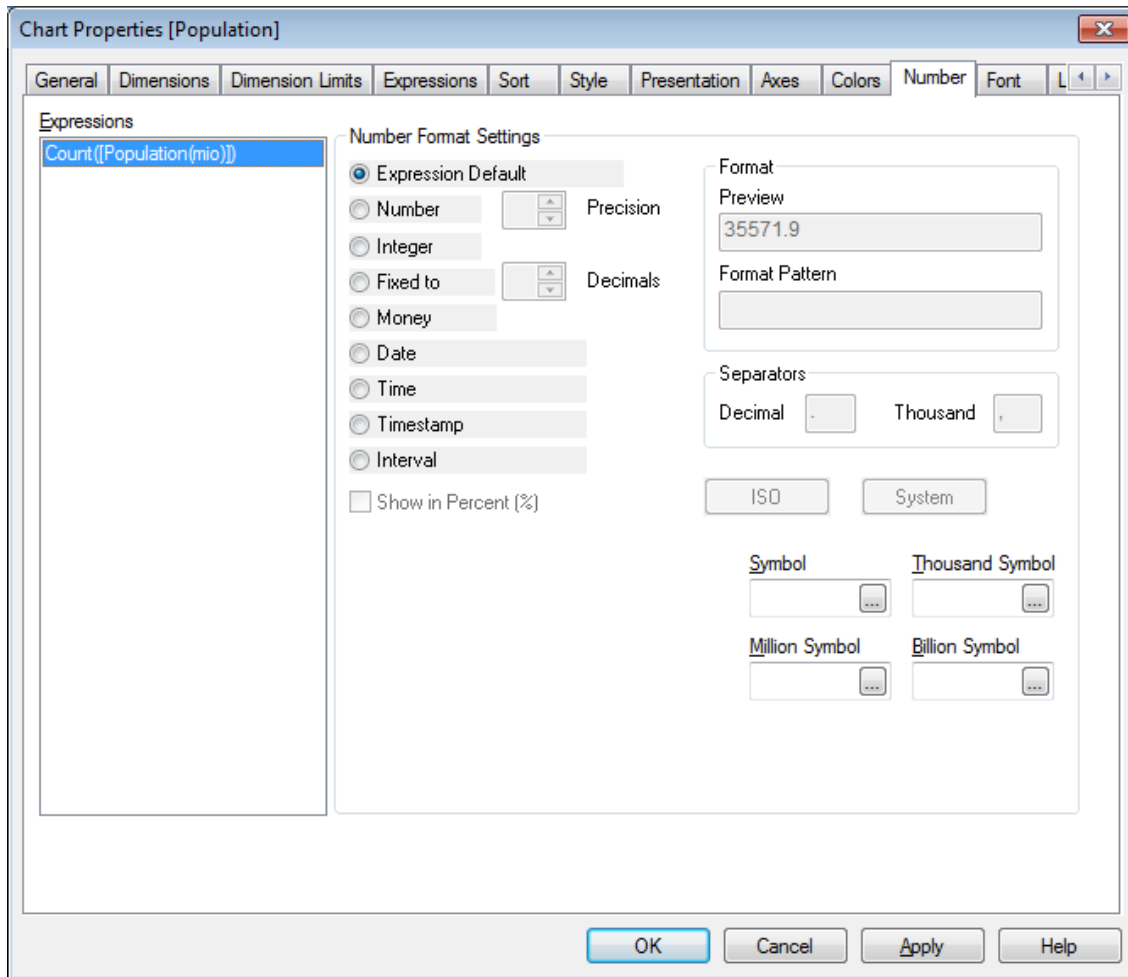 Chart Properties [Population]
General Dimensions Dimension Limits Expressions Sort Style Presentation Axes Colors Number Font L
Expressions
Count([Population(mio)])
Number Format Settings
Expression Default
Number Precision
Integer
Fixed to Decimals
Money
Date
Time
Timestamp
Interval
Show in Percent (%)
Format
Preview
35571.9
Format Pattern
Separators
Decimal . Thousand ,
ISO System
Symbol Thousand Symbol
... ...
Million Symbol Billion Symbol
... ...
OK Cancel Apply Help